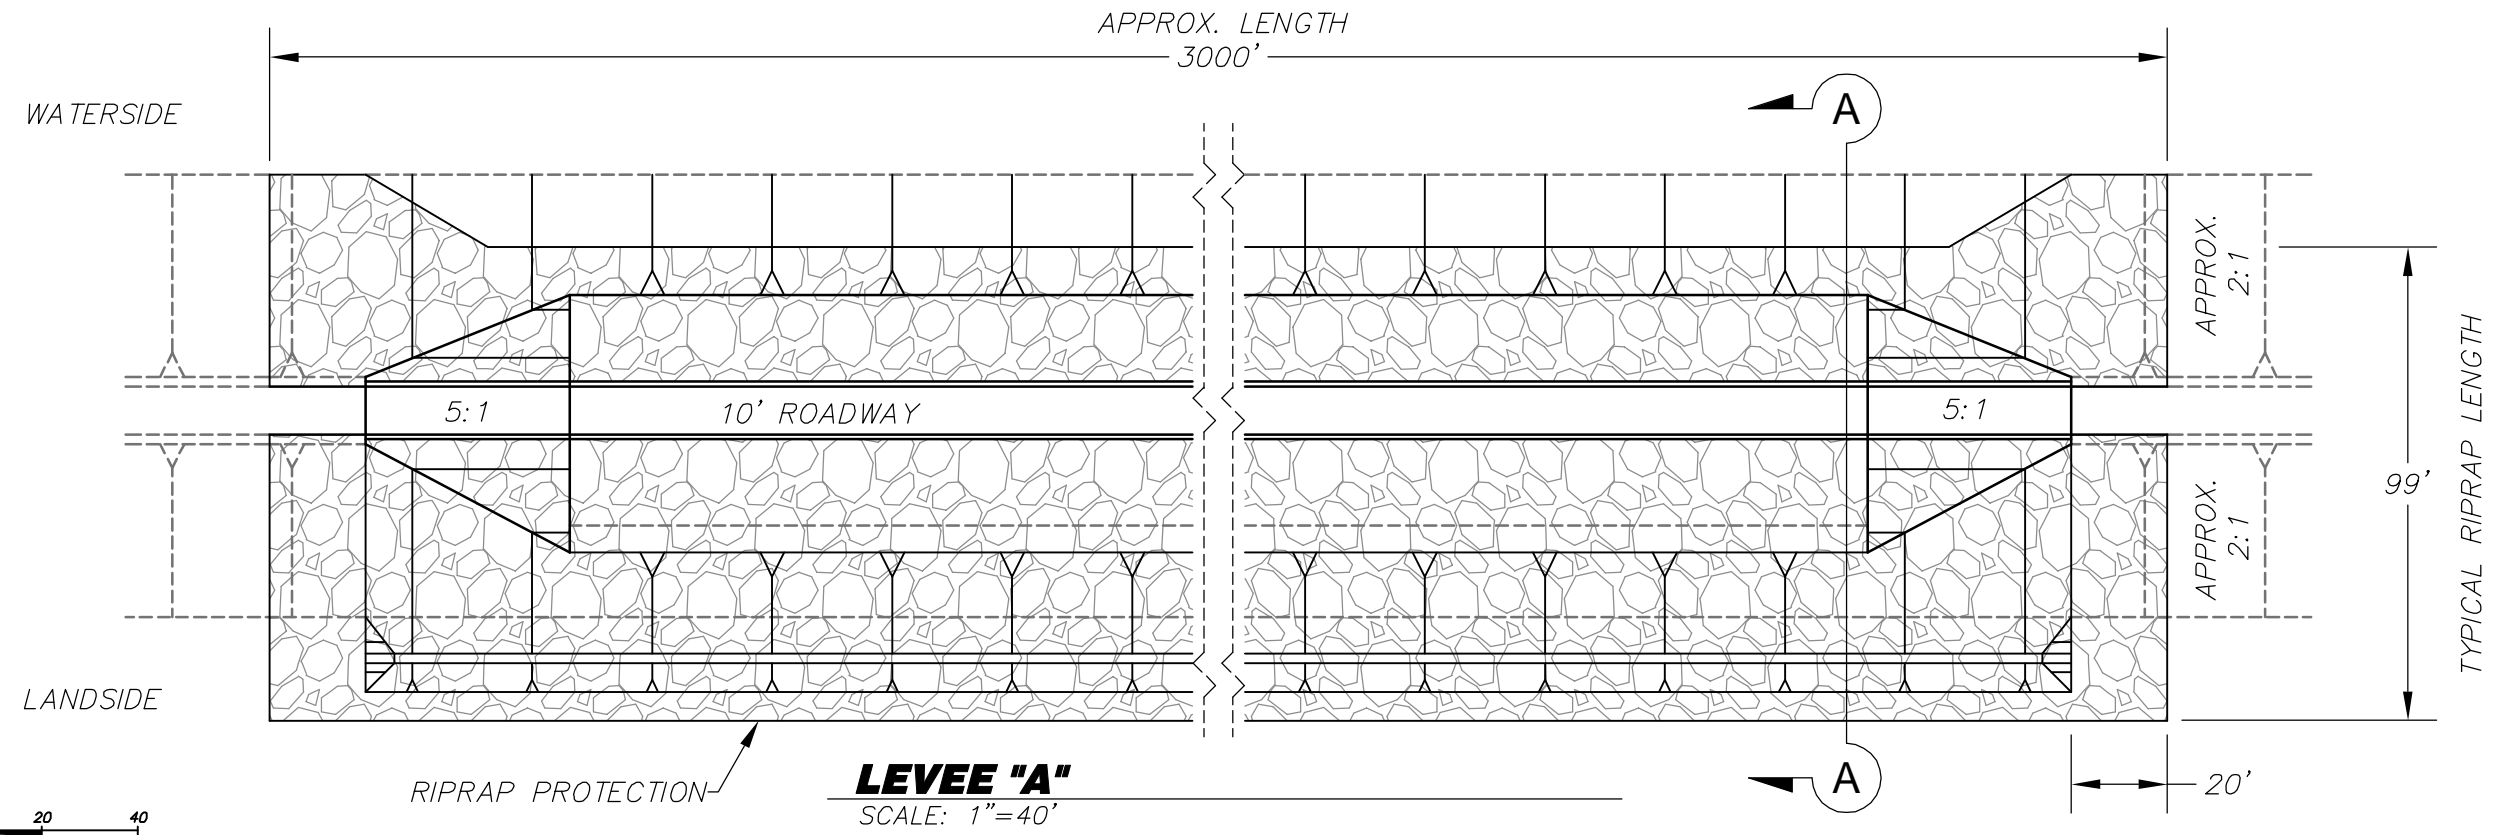 APPROX. LENGTH
3000'
WATERSIDE
A
APPROX.
2:1
5:1
10' ROADWAY
5:1
99'
TYPICAL RIPRAP LENGTH
APPROX.
2:1
LANDSIDE
RIPRAP PROTECTION
LEVEE "A"
SCALE: 1"=40'
A
20'
20 40